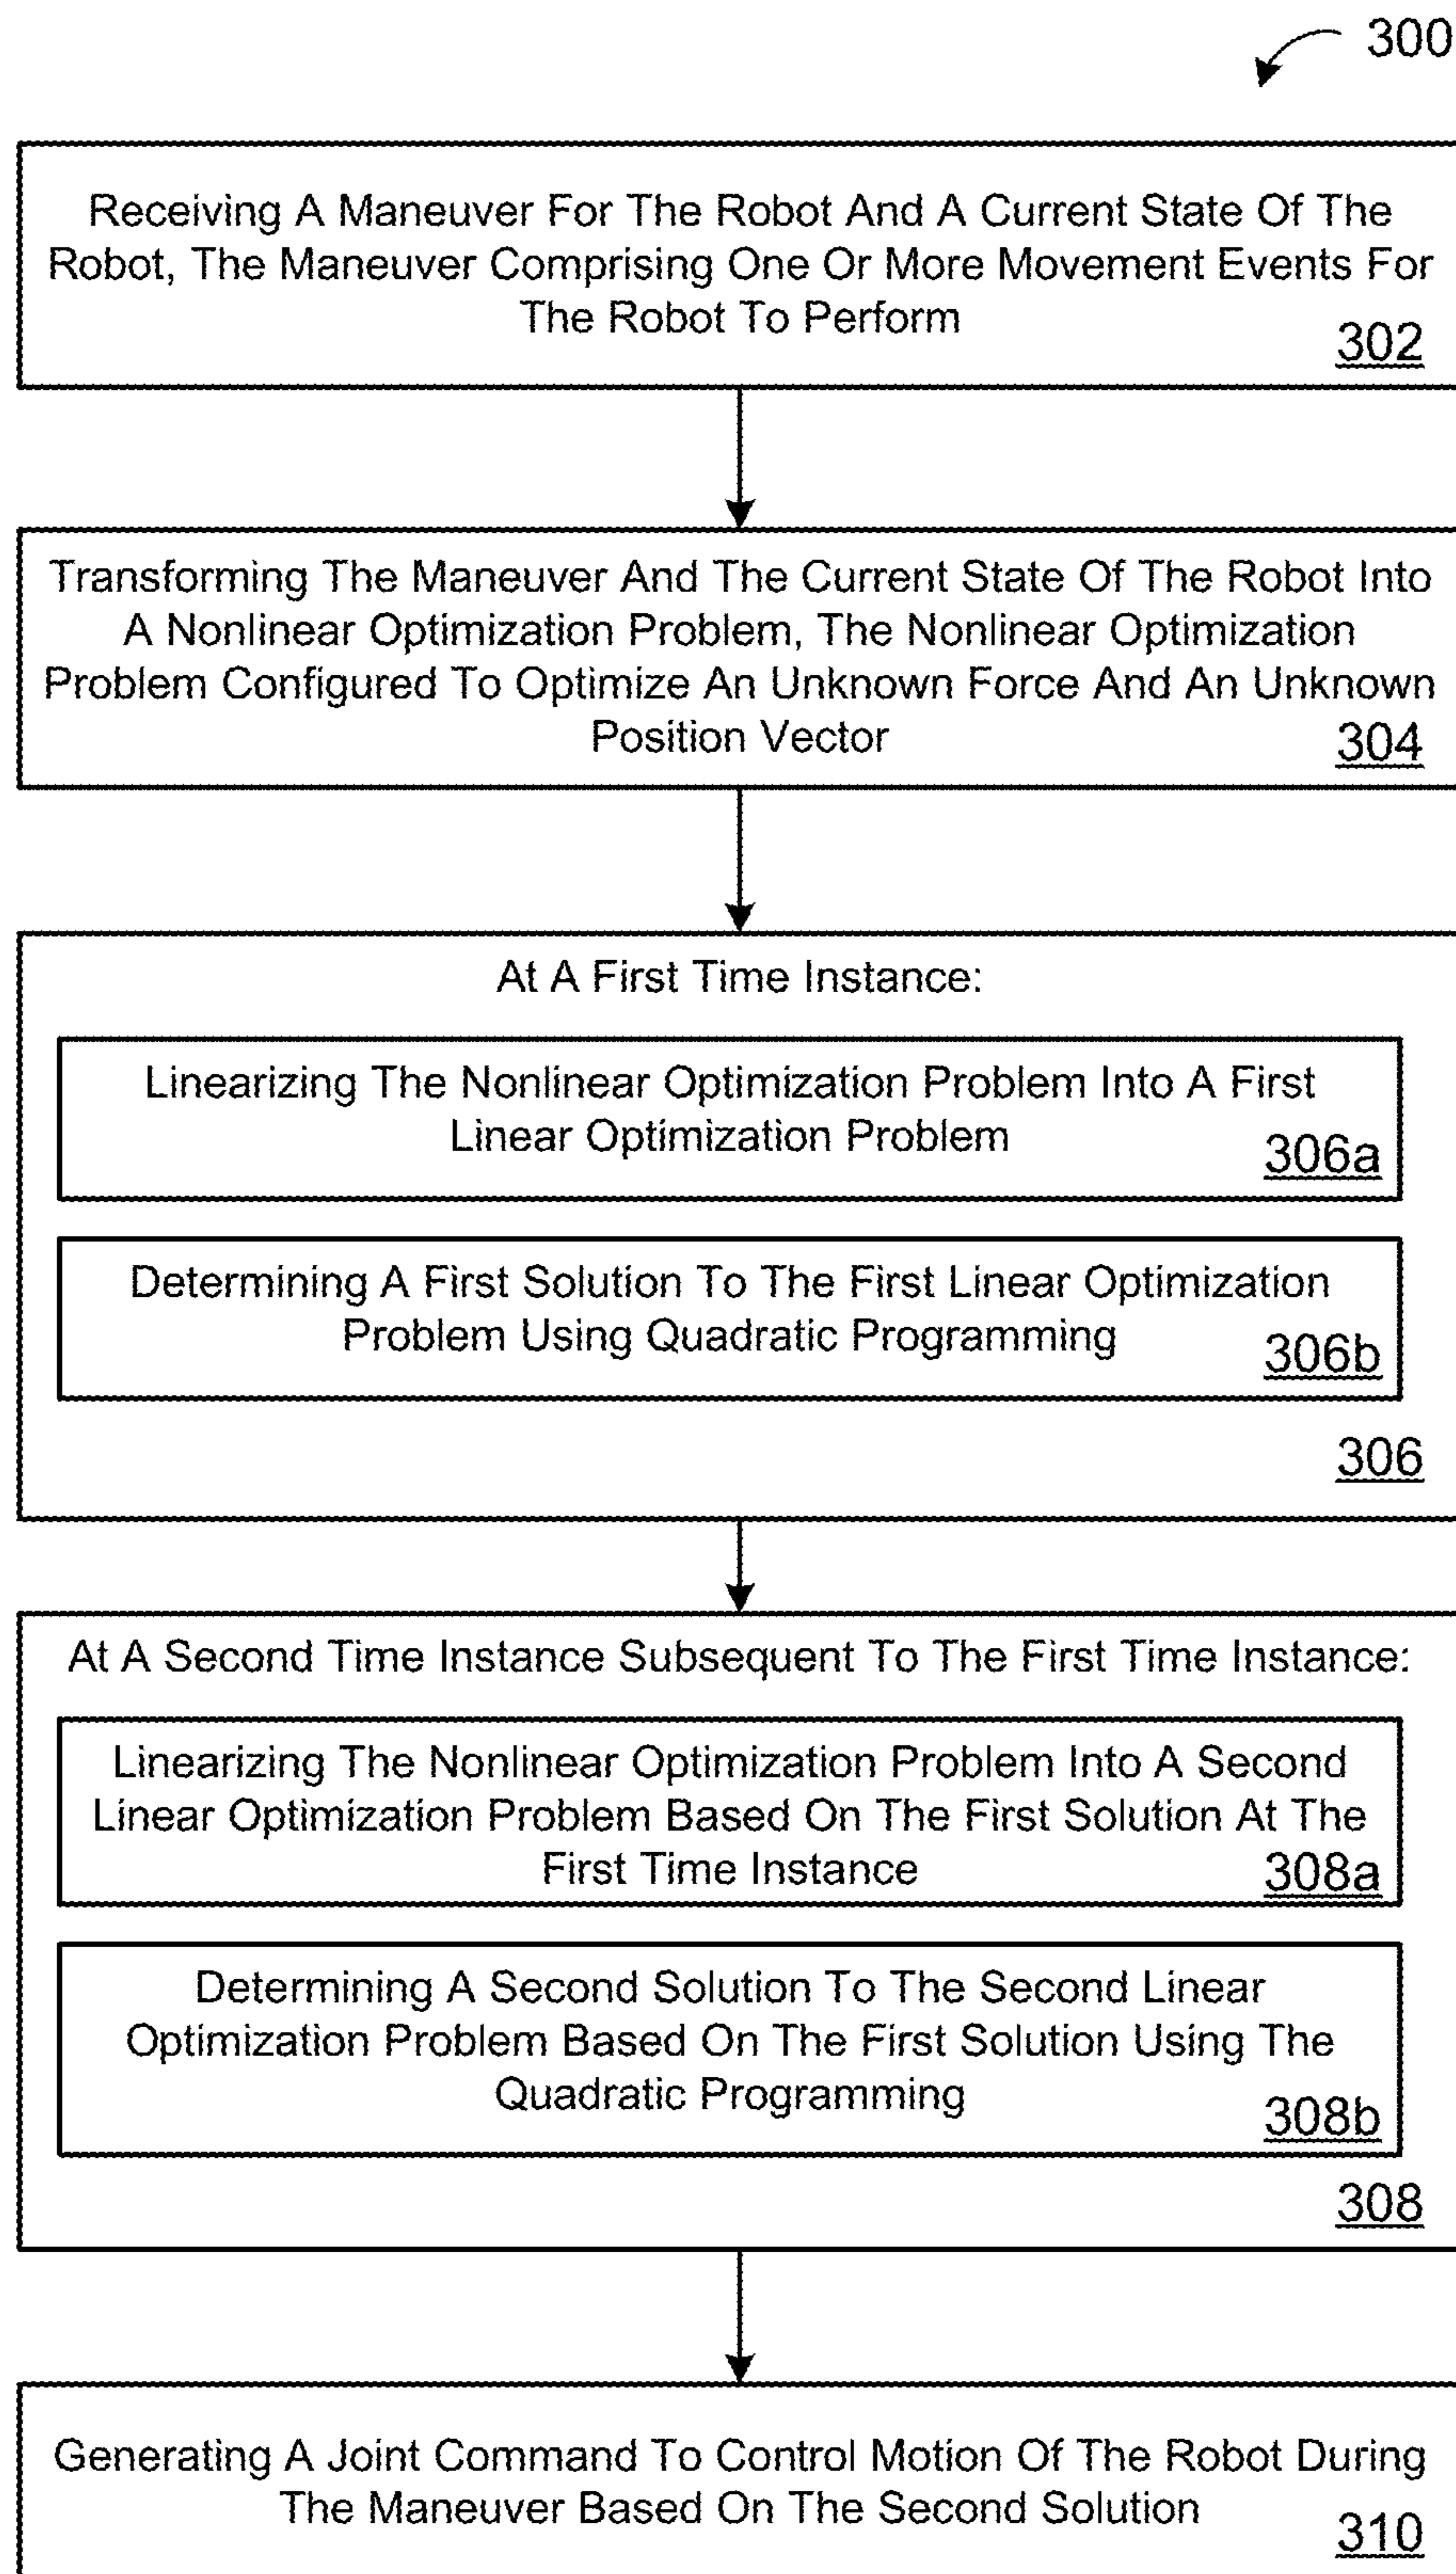 300
Receiving A Maneuver For The Robot And A Current State Of The
Robot, The Maneuver Comprising One Or More Movement Events For
The Robot To Perform
302
Transforming The Maneuver And The Current State Of The Robot Into
A Nonlinear Optimization Problem, The Nonlinear Optimization
Problem Configured To Optimize An Unknown Force And An Unknown
Position Vector
304
At A First Time Instance:
Linearizing The Nonlinear Optimization Problem Into A First
Linear Optimization Problem
306a
Determining A First Solution To The First Linear Optimization
Problem Using Quadratic Programming
306b
306
At A Second Time Instance Subsequent To The First Time Instance:
Linearizing The Nonlinear Optimization Problem Into A Second
Linear Optimization Problem Based On The First Solution At The
First Time Instance
308a
Determining A Second Solution To The Second Linear
Optimization Problem Based On The First Solution Using The
Quadratic Programming
308b
308
Generating A Joint Command To Control Motion Of The Robot During
The Maneuver Based On The Second Solution
310